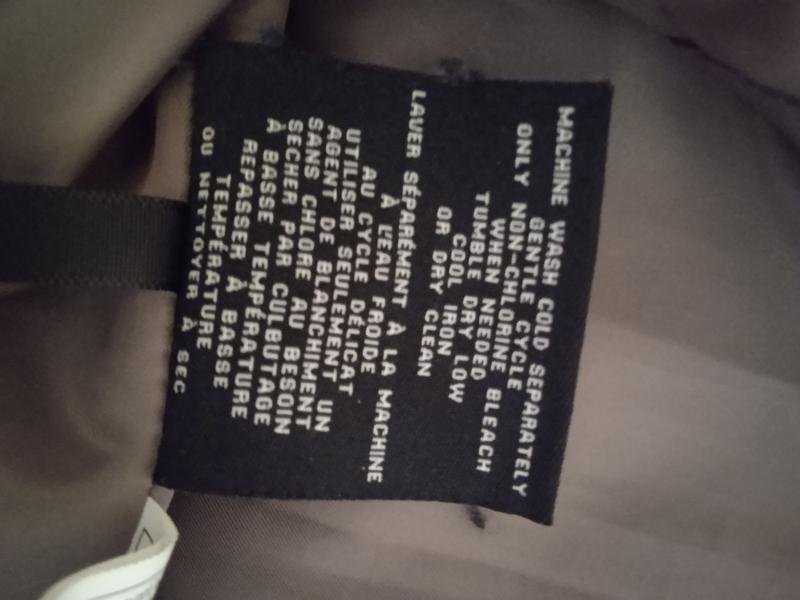 MACHINE WASH COLD SEPARATELY
GENTLE CYCLE
ONLY NON-CHLORINE BLEACH
WHEN NEEDED
TUMBLE DRY LOW
COOL IRON
OR DRY CLEAN
LAVER SÉPARÉMENT À LA MACHINE
À L'EAU FROIDE
AU CYCLE DÉLICAT
UTILISER SEULEMENT UN
AGENT DE BLANCHIMENT
SANS CHLORE AU BESOIN
SÉCHER PAR CULBUTAGE
À BASSE TEMPÉRATURE
REPASSER À BASSE
TEMPÉRATURE
OU NETTOYER À SEC